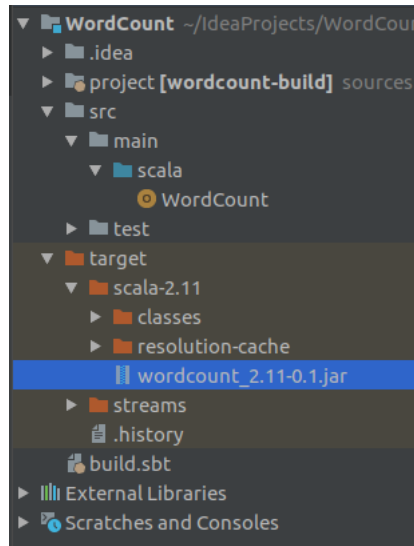 WordCount ~/IdeaProjects/WordCou
.idea
project [wordcount-build] sources
src
main
scala
O WordCount
test
target
scala-2.11
classes
resolution-cache
wordcount_2.11-0.1.jar
streams
.history
build.sbt
External Libraries
Scratches and Consoles